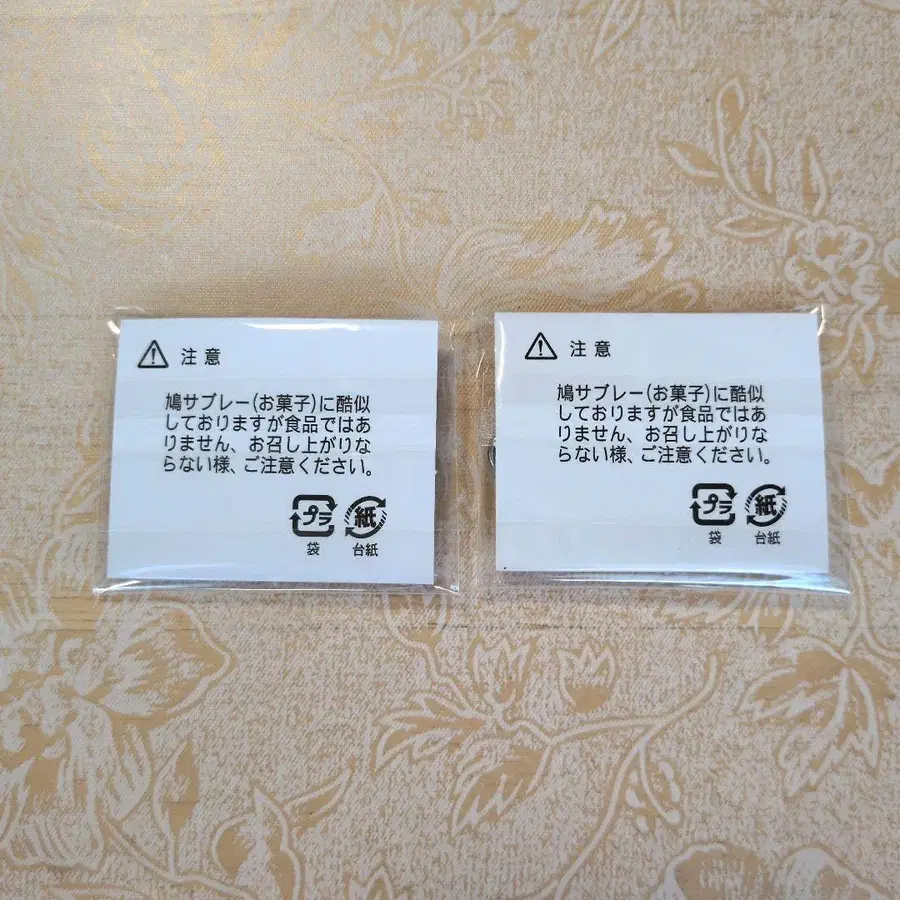 注意
鳩サブレー(お菓子)に酷似
しておりますが食品ではあ
りません、お召し上がりな
らない様、ご注意ください。
プラ 紙
袋 台紙
注意
鳩サブレー(お菓子)に酷似
しておりますが食品ではあ
りません、お召し上がりな
らない様、ご注意ください。
プラ 紙
袋 台紙